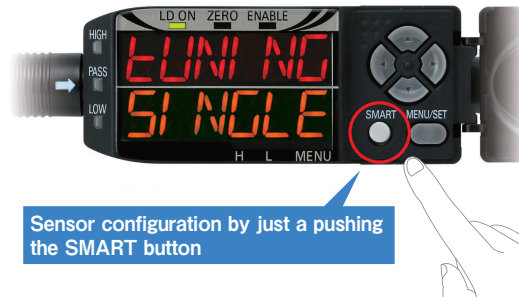 LD ON ZERO ENABLE
HIGH
PASS
LOW
tUNI NG
SI NGLE
H L MENU
SMART MENU/SET
Sensor configuration by just a pushing
the SMART button